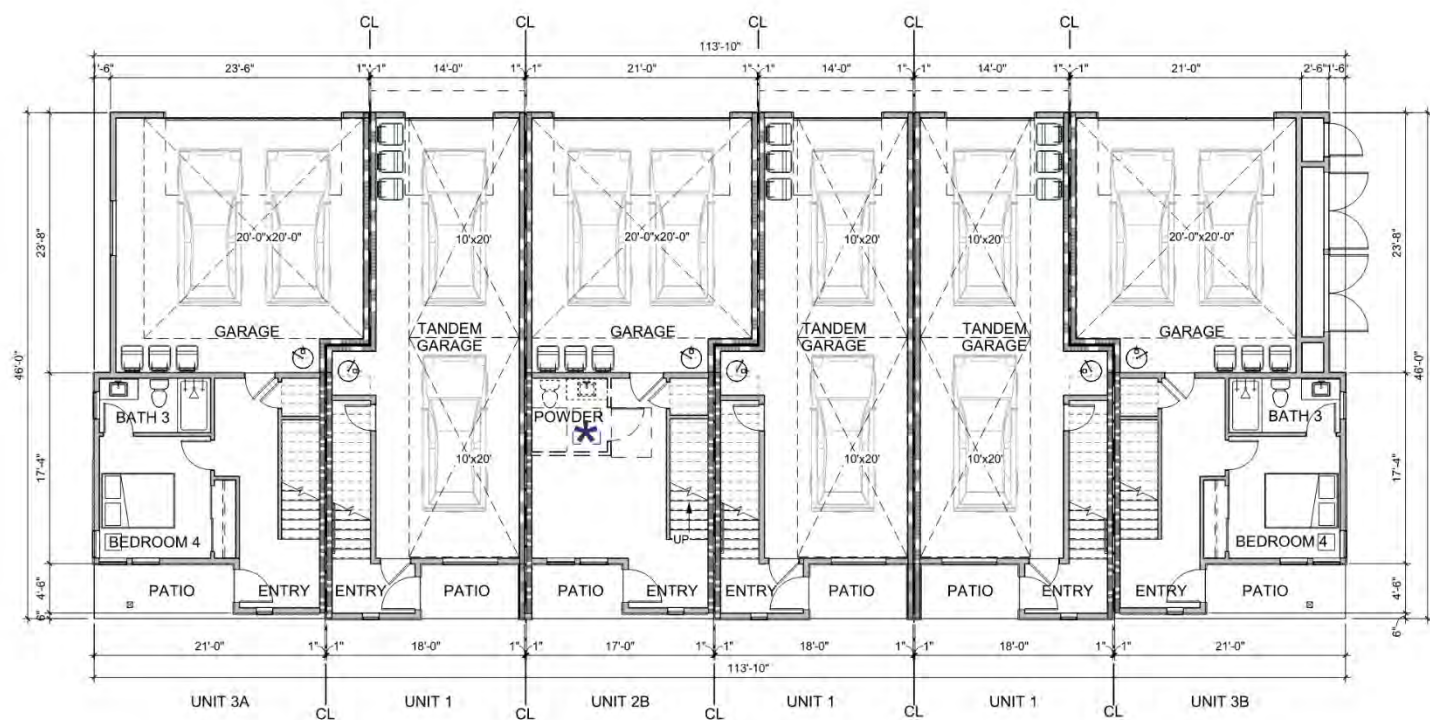 CL CL CL CL CL
113'-10"
1'-6" 23'-6" 1" 1" 14'-0" 1" 1" 21'-0" 1" 1" 14'-0" 1" 1" 14'-0" 1" 1" 21'-0" 2'-6" 1'-6"
46'-0" 23'-8" 23'-8" 46'-0"
20'-0"x20'-0" 10'x20' 20'-0"x20'-0" 10'x20' 10'x20' 20'-0"x20'-0"
GARAGE TANDEM GARAGE TANDEM TANDEM GARAGE
GARAGE GARAGE GARAGE
BATH 3 POWDER BATH 3
10'x20' 10'x20' 10'x20'
17'-4" 17'-4"
BEDROOM 4 UP BEDROOM 4
4'-6" PATIO ENTRY ENTRY PATIO PATIO ENTRY ENTRY PATIO PATIO ENTRY ENTRY PATIO 4'-6"
6" 6"
21'-0" 1" 1" 18'-0" 1" 1" 17'-0" 1" 1" 18'-0" 1" 1" 18'-0" 1" 1" 21'-0"
113'-10"
UNIT 3A UNIT 1 UNIT 2B UNIT 1 UNIT 1 UNIT 3B
CL CL CL CL CL